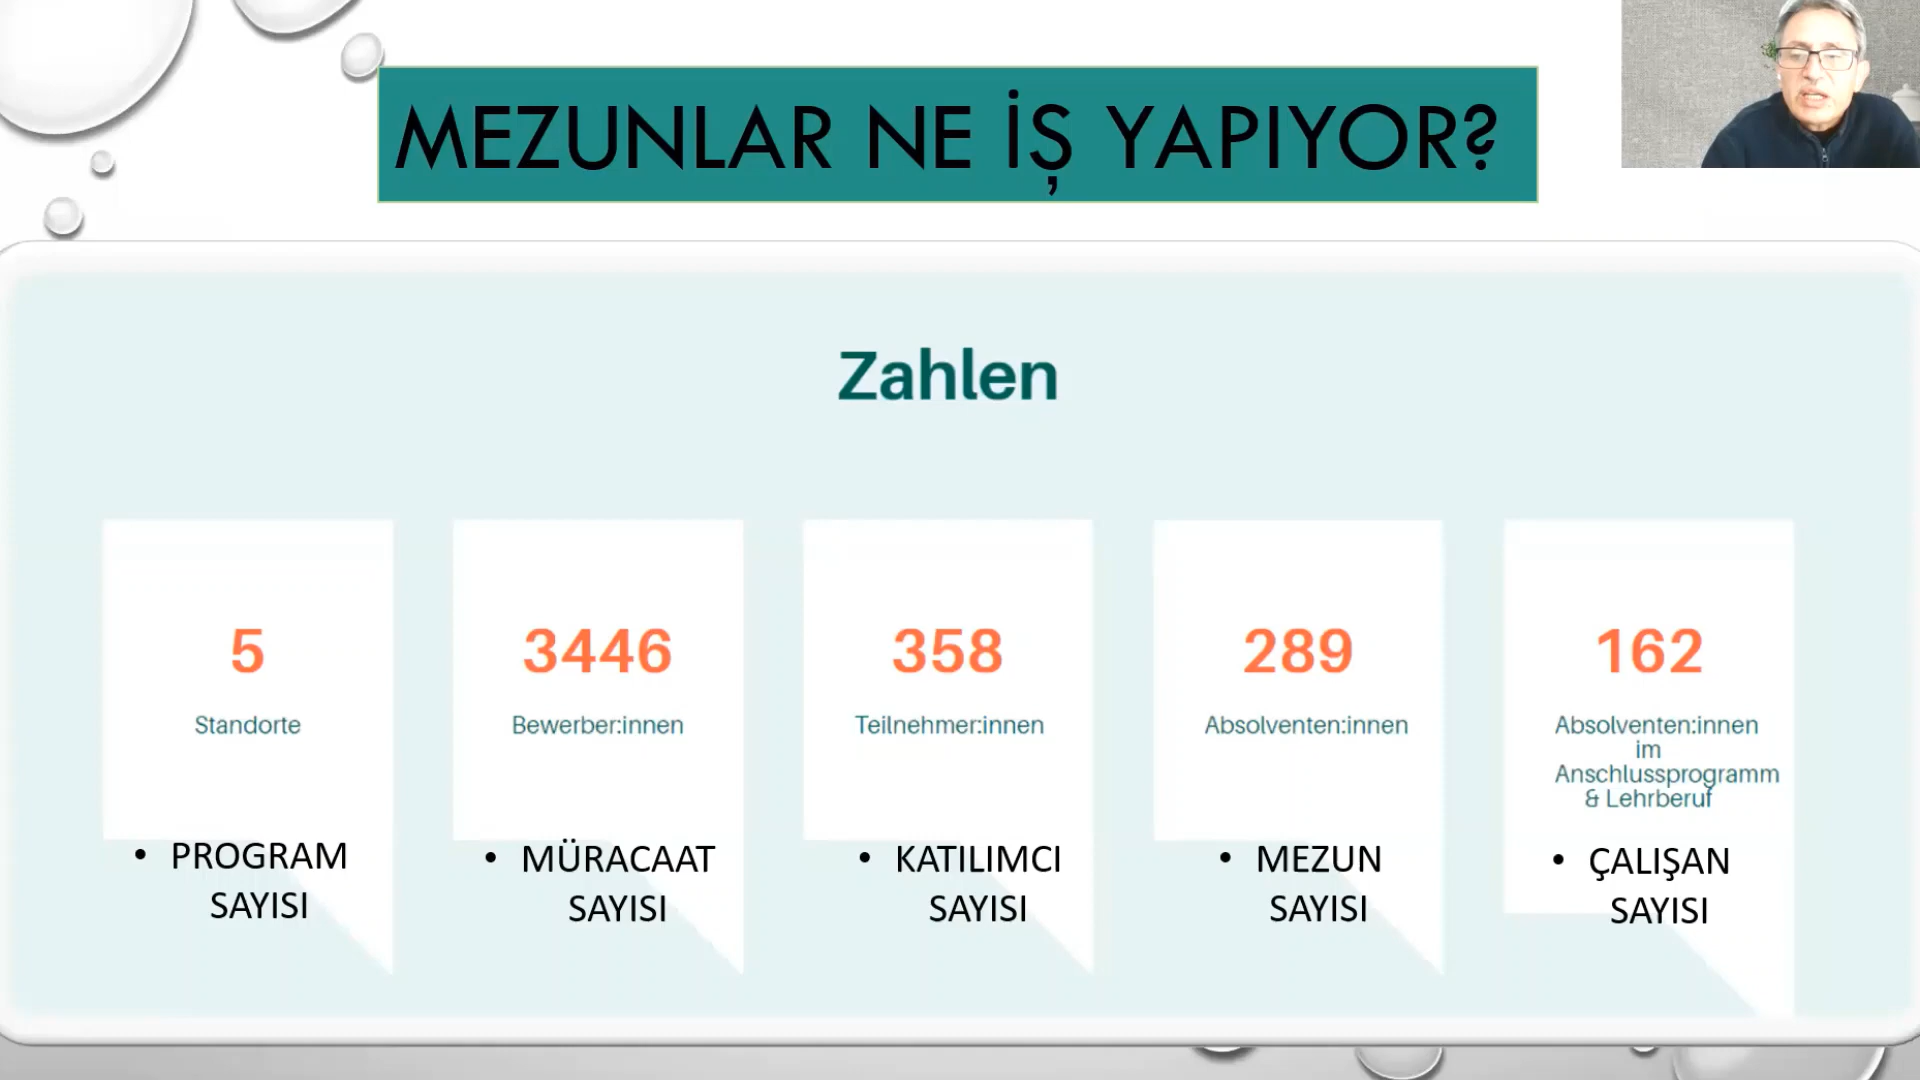 MEZUNLAR NE İŞ YAPIYOR?
Zahlen
5
Standorte
• PROGRAM
SAYISI
3446
Bewerber:innen
• MÜRACAAT
SAYISI
358
Teilnehmer:innen
• KATILIMCI
SAYISI
289
Absolventen:innen
• MEZUN
SAYISI
162
Absolventen:innen
im
Anschlussprogramm
& Lehrberuf
• ÇALIŞAN
SAYISI